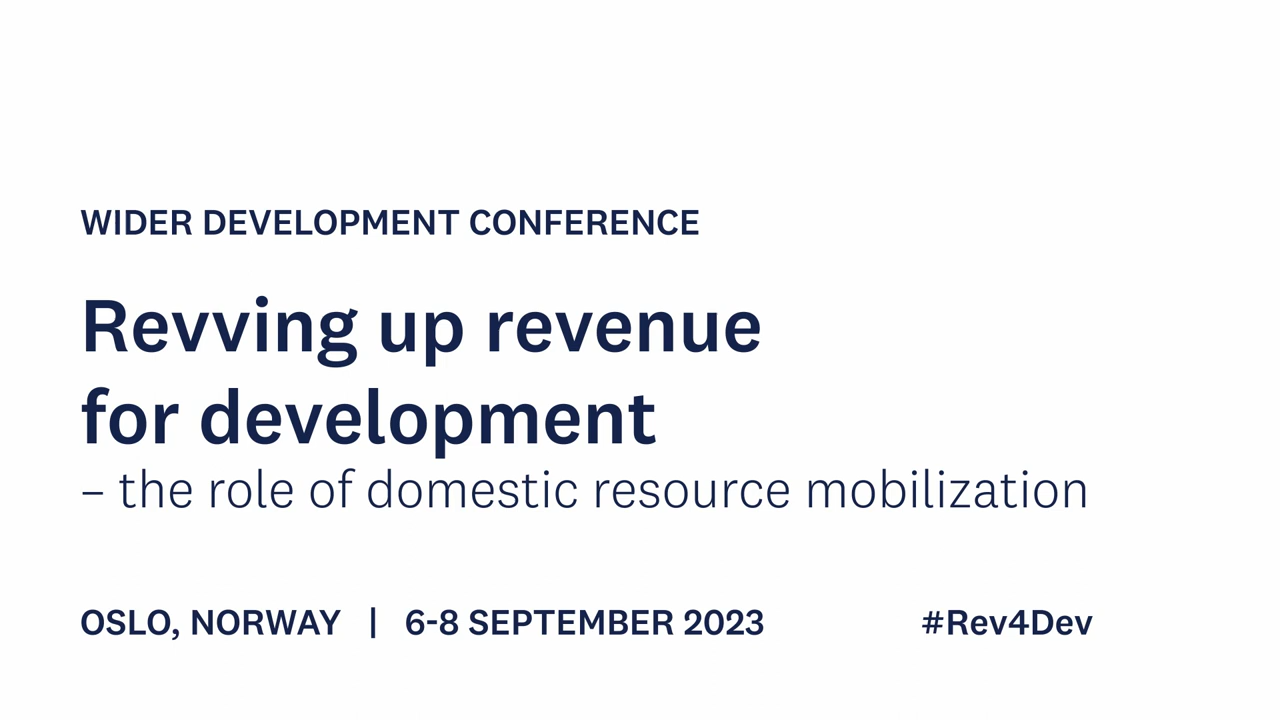 WIDER DEVELOPMENT CONFERENCE
Revving up revenue
for development
– the role of domestic resource mobilization
OSLO, NORWAY | 6-8 SEPTEMBER 2023 #Rev4Dev